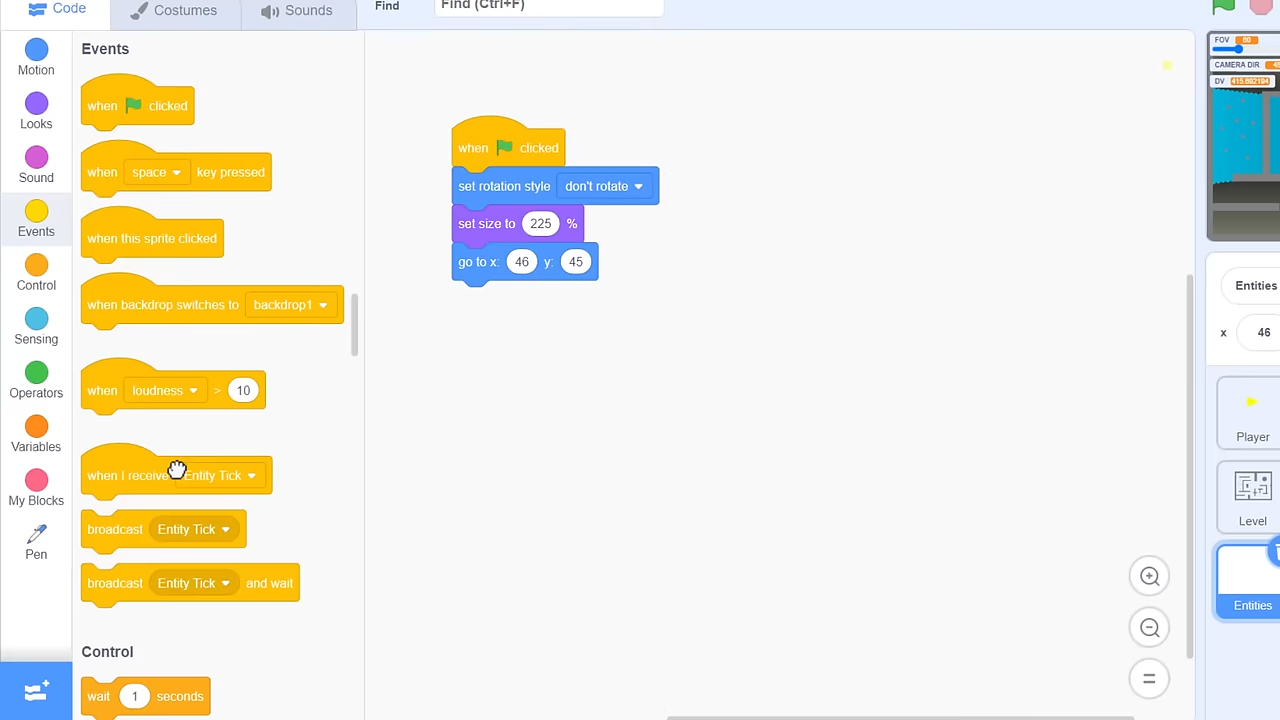 Code
Costumes
Sounds
Find
Find (Ctrl+F)
Motion
Looks
Sound
Events
Control
Sensing
Operators
Variables
My Blocks
Pen
Events
when clicked
when space key pressed
when this sprite clicked
when backdrop switches to backdrop1
when loudness > 10
when I receive Entity Tick
broadcast Entity Tick
broadcast Entity Tick and wait
Control
wait 1 seconds
when clicked
set rotation style don't rotate
set size to 225 %
go to x: 46 y: 45
FOV 60
CAMERA DIR
DV
Entities
x 46
Player
Level
Entities